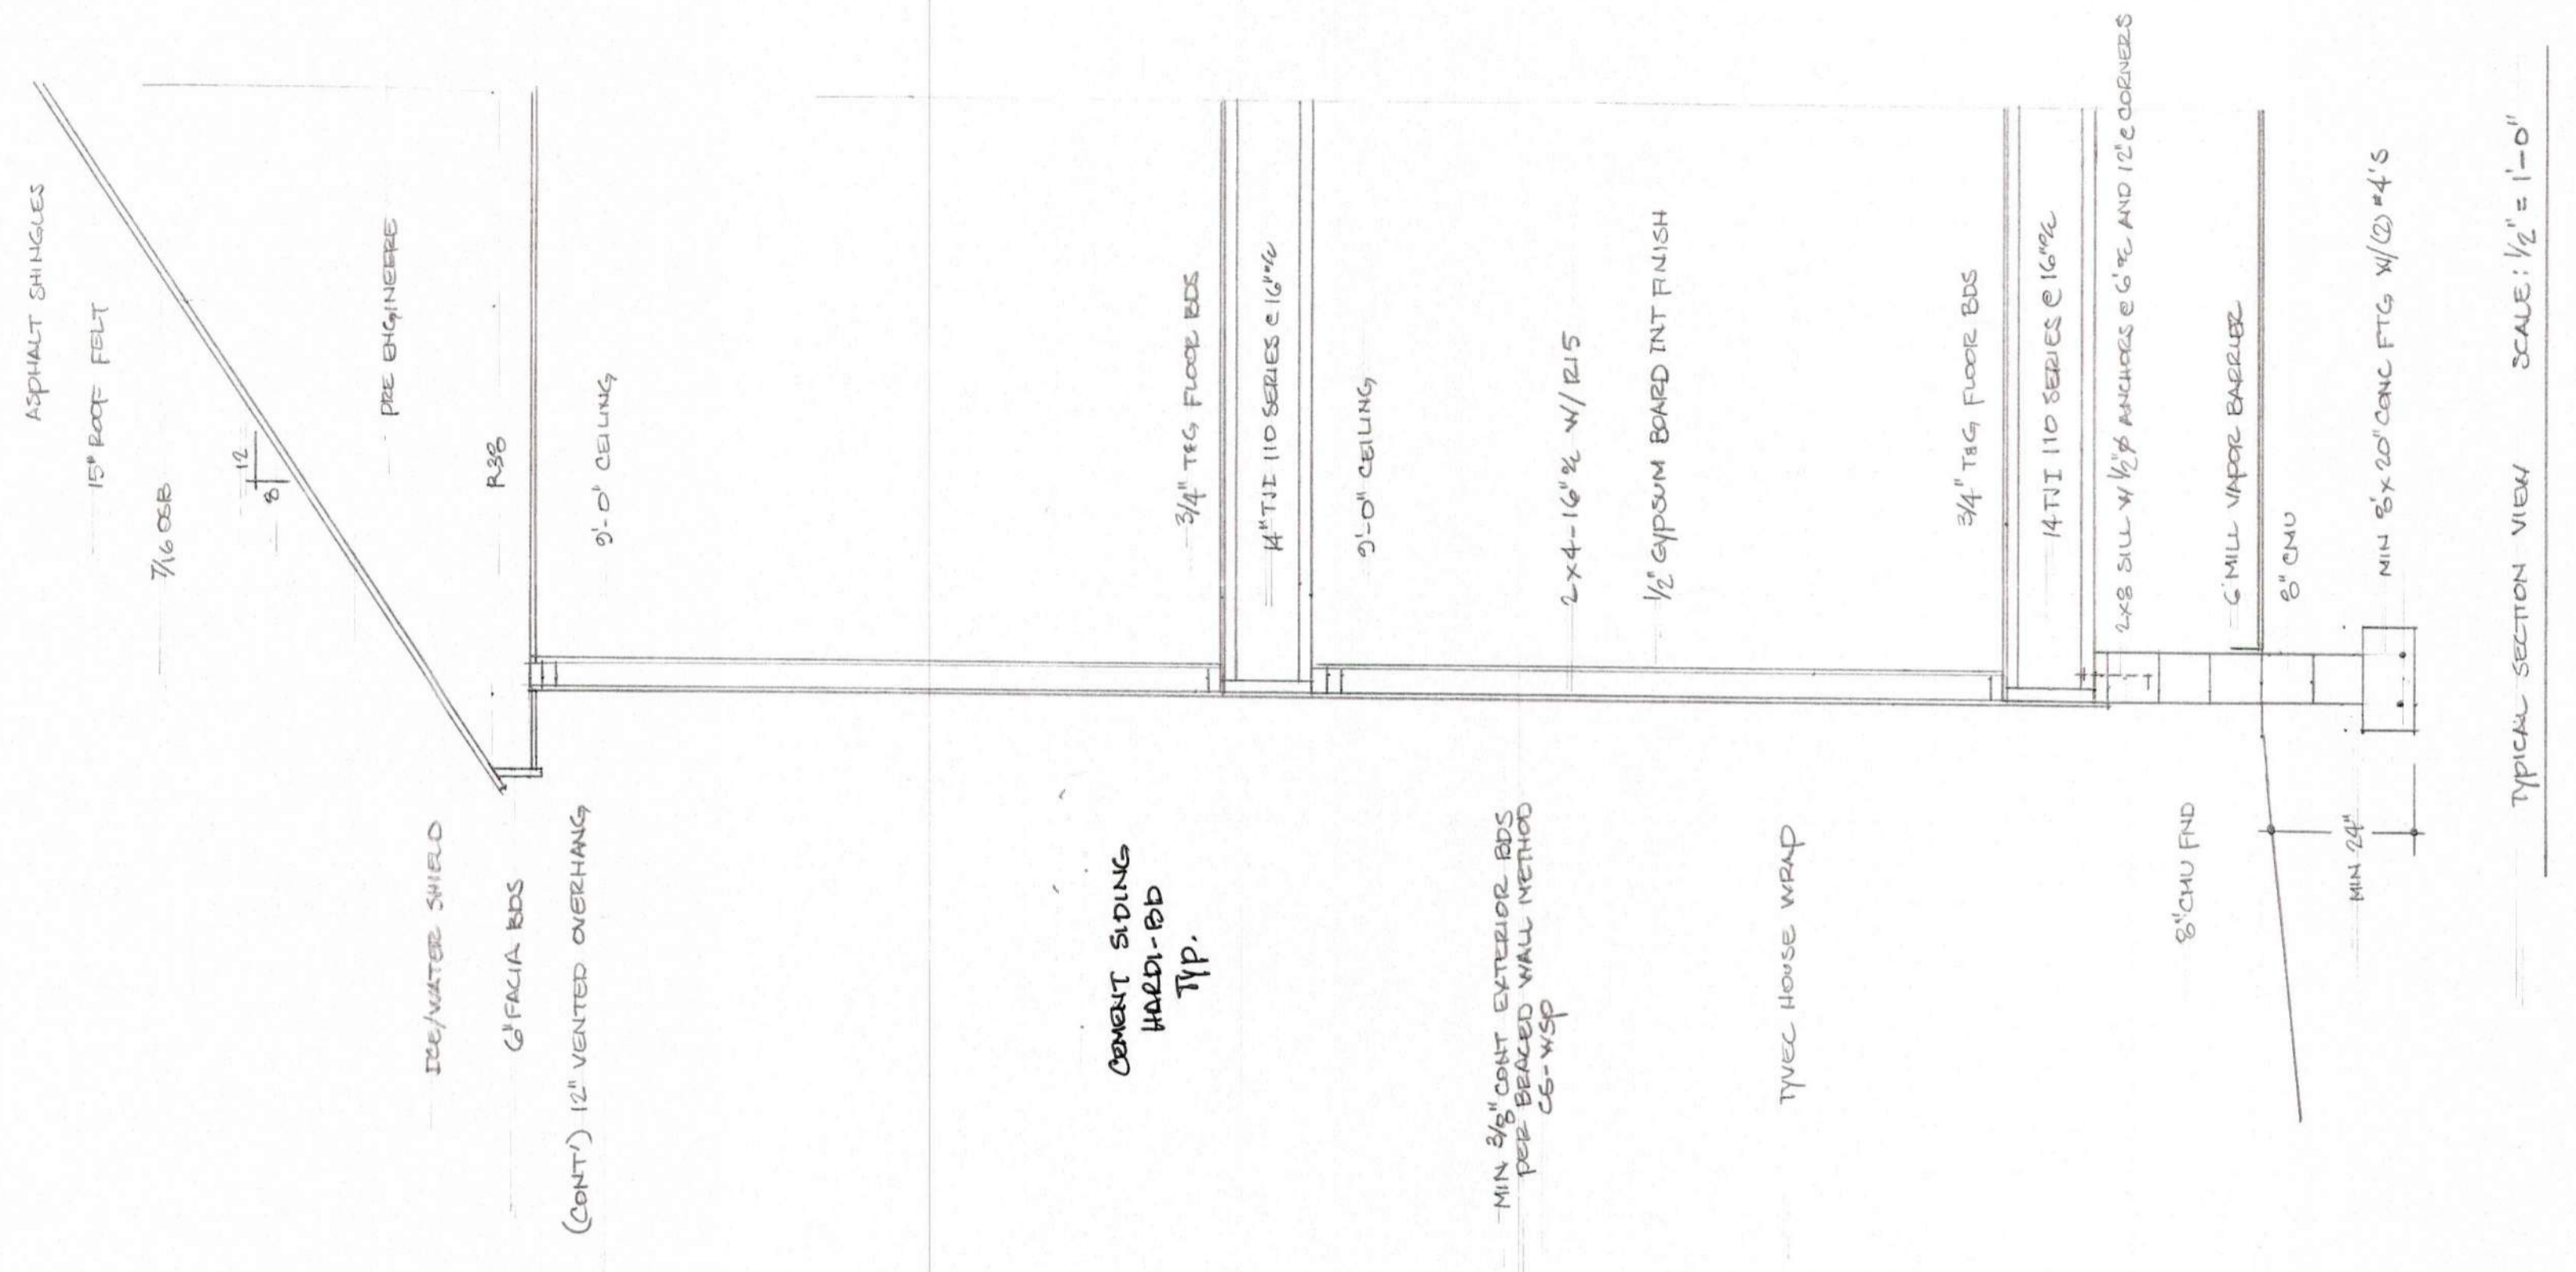 ASPHALT SHINGLES
15# ROOF FELT
7/16 OSB
12
8
PRE ENGINEERE
R38
9'-0" CEILING
ICE/WATER SHIELD
6" FACIA BDS
(CONT') 12" VENTED OVERHANG
CEMENT SIDING
HARDI-BD
TYP.
3/4" T&G FLOOR BDS
14" TJI 110 SERIES @ 16" O/C
9'-0" CEILING
2x4-16" O/C W/ R15
1/2" GYPSUM BOARD INT FINISH
MIN 3/8" CONT EXTERIOR BDS
PER BRACED WALL METHOD
CS-WSP
TYVEC HOUSE WRAP
3/4" T&G FLOOR BDS
14 TJI 110 SERIES @ 16" O/C
2x8 SILL W/ 1/2" Ø ANCHORS @ 6' O/C AND 12" @ CORNERS
6 MILL VAPOR BARRIER
8" CMU
8" CMU FND
MIN 24"
MIN 8"x20" CONC FTG W/(2) #4'S
TYPICAL SECTION VIEW SCALE: 1/2" = 1'-0"